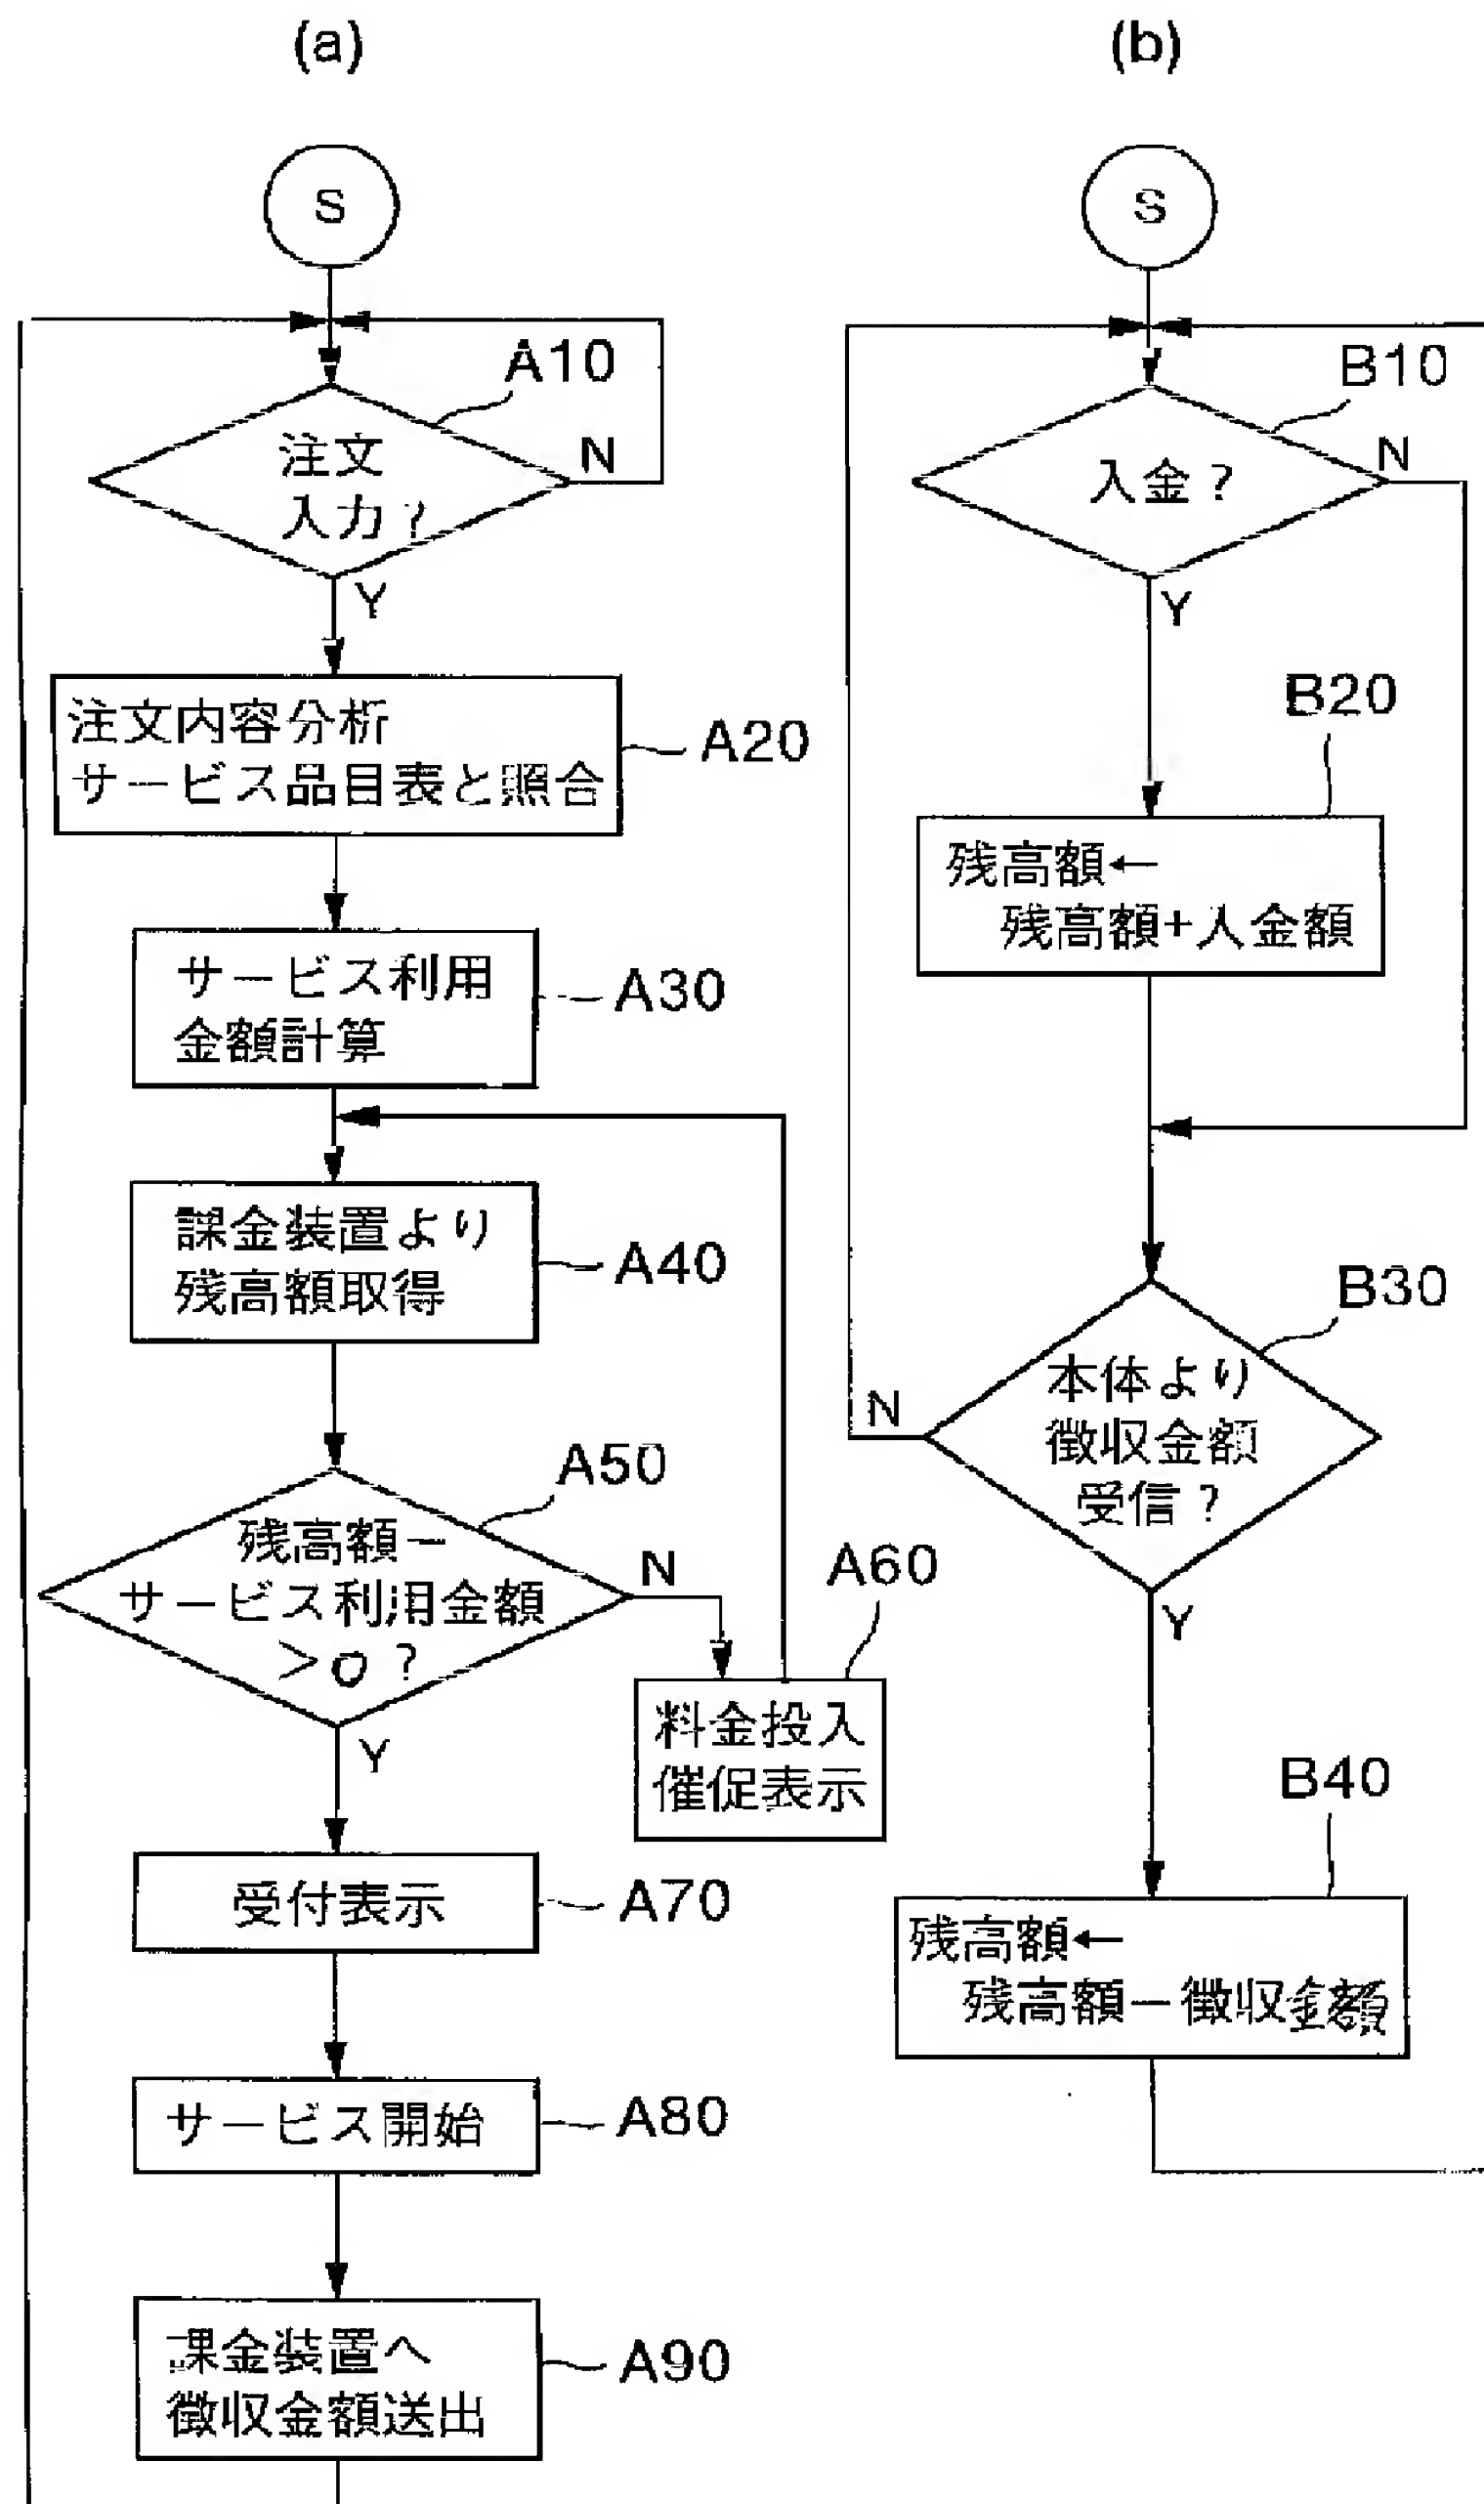 (a)
S
A10
注文
入力?
N
Y
注文内容分析
サービス品目表と照合
A20
サービス利用
金額計算
A30
課金装置より
残高額取得
A40
A50
残高額－
サービス利用金額
>0?
N
Y
A60
料金投入
催促表示
受付表示
A70
サービス開始
A80
課金装置へ
徴収金額送出
A90
(b)
S
B10
入金?
N
Y
B20
残高額←
残高額+入金額
B30
本体より
徴収金額
受信?
N
Y
B40
残高額←
残高額－徴収金額